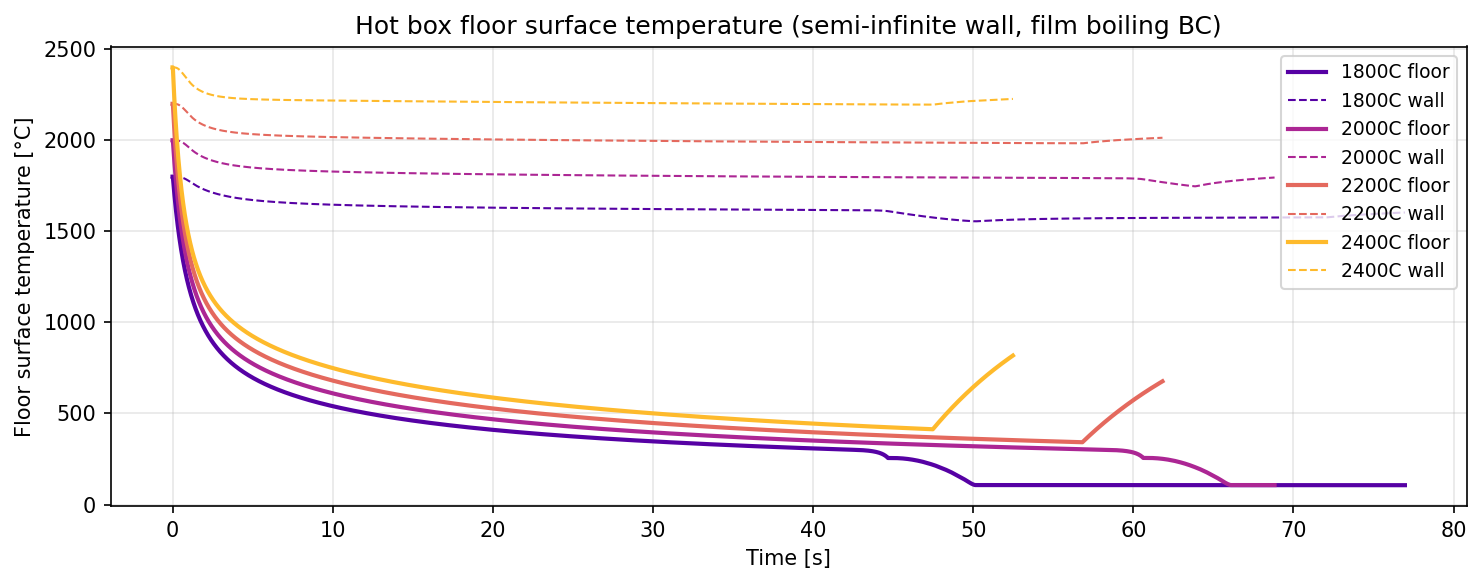 Hot box floor surface temperature (semi-infinite wall, film boiling BC)
Floor surface temperature [°C]
2500
2000
1500
1000
500
0
1800C floor
1800C wall
2000C floor
2000C wall
2200C floor
2200C wall
2400C floor
2400C wall
0
10
20
30
40
50
60
70
80
Time [s]